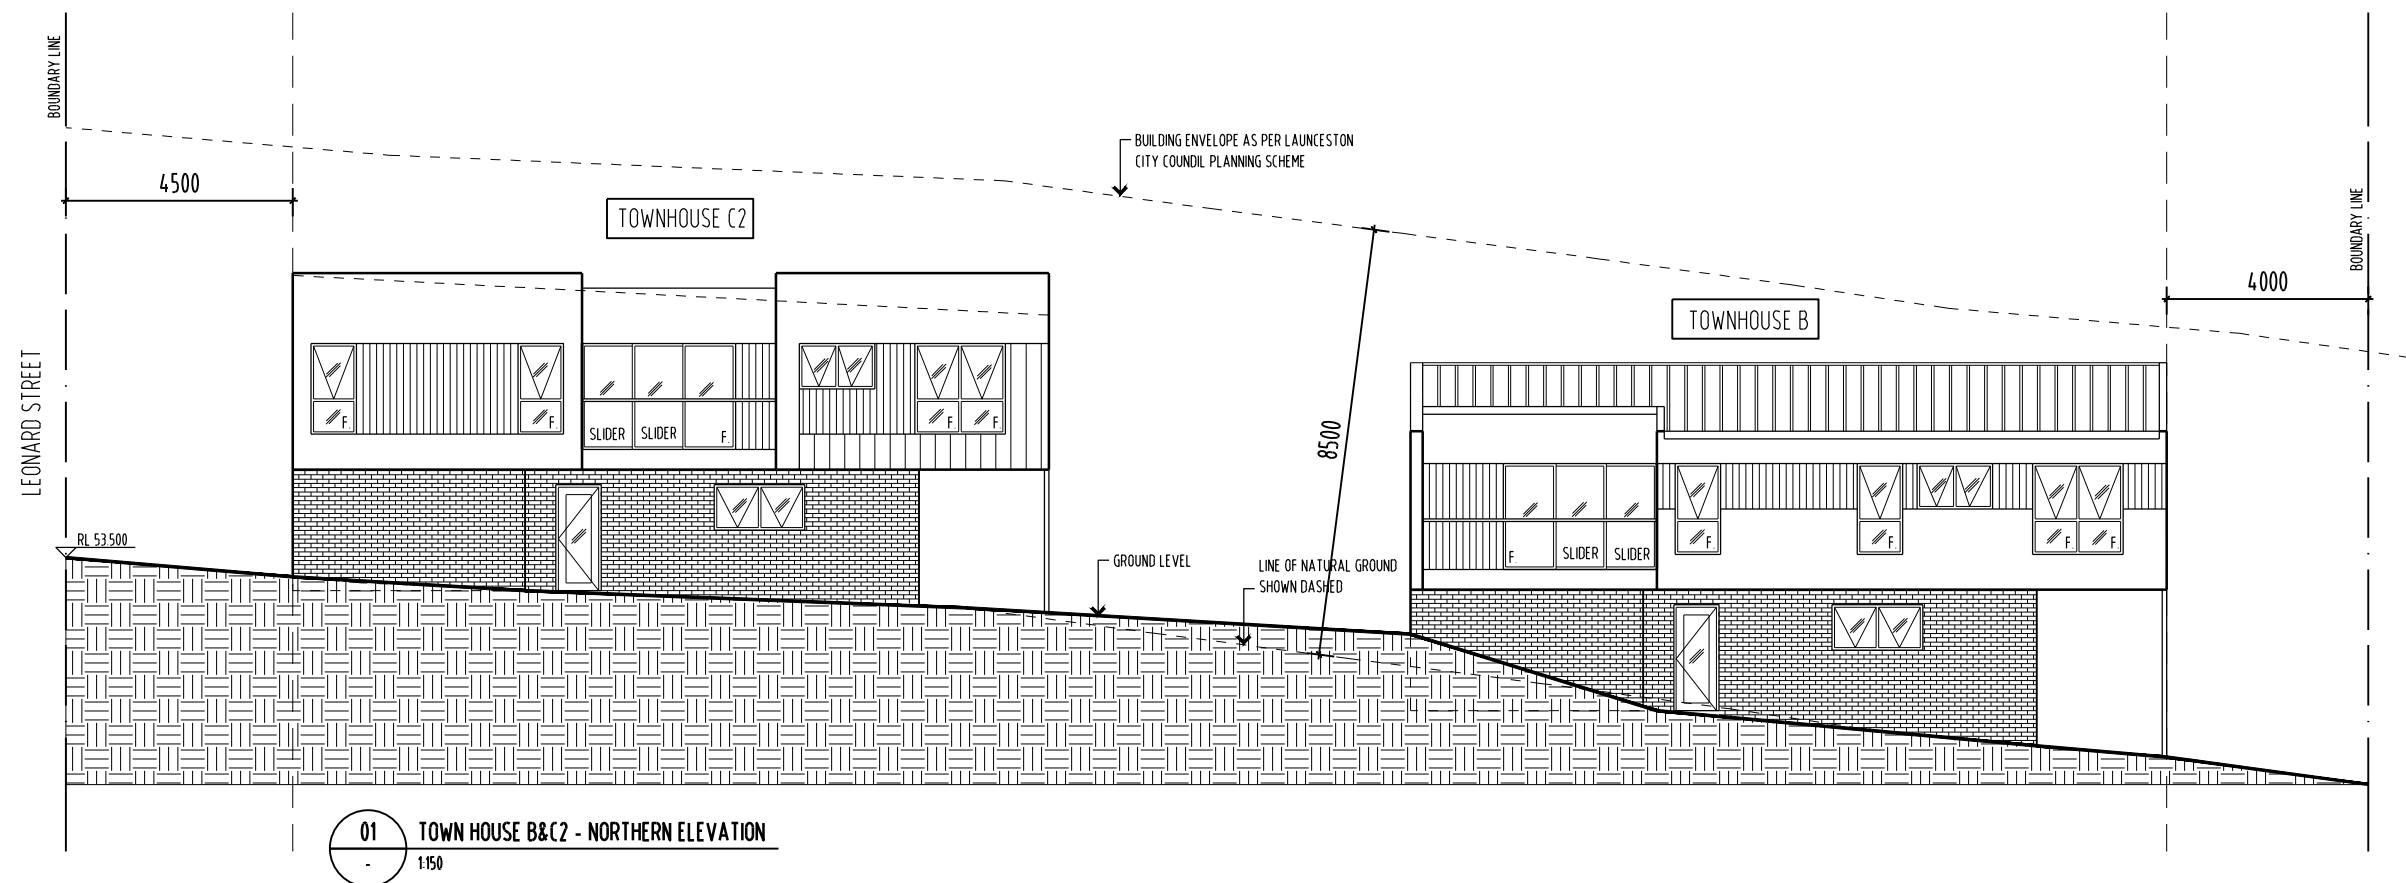 BOUNDARY LINE
BUILDING ENVELOPE AS PER LAUNCESTON
CITY COUNDIL PLANNING SCHEME
4500
TOWNHOUSE C2
BOUNDARY LINE
4000
TOWNHOUSE B
LEONARD STREET
F.
F.
SLIDER
SLIDER
F.
F.
F.
8500
RL 53.500
GROUND LEVEL
LINE OF NATURAL GROUND
SHOWN DASHED
F.
SLIDER
SLIDER
F.
F.
F.
F.
01
TOWN HOUSE B&C2 - NORTHERN ELEVATION
-
1:150